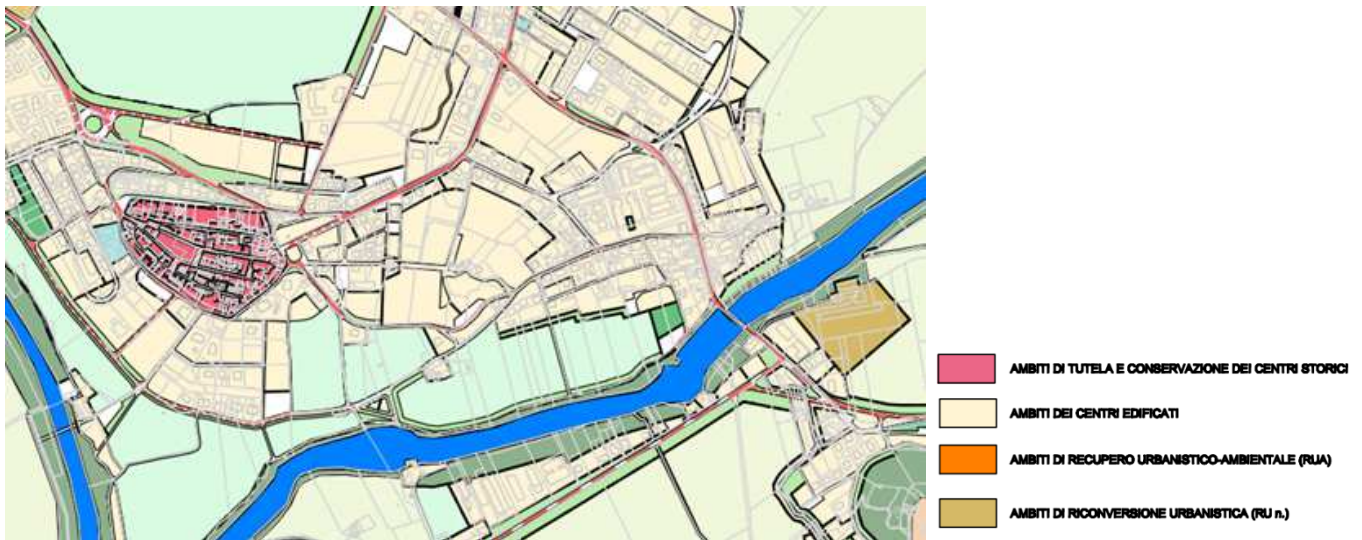 AMBITI DI TUTELA E CONSERVAZIONE DEI CENTRI STORICI
AMBITI DEI CENTRI EDIFICATI
AMBITI DI RECUPERO URBANISTICO-AMBIENTALE (RUA)
AMBITI DI RICONVERSIONE URBANISTICA (RU n.)